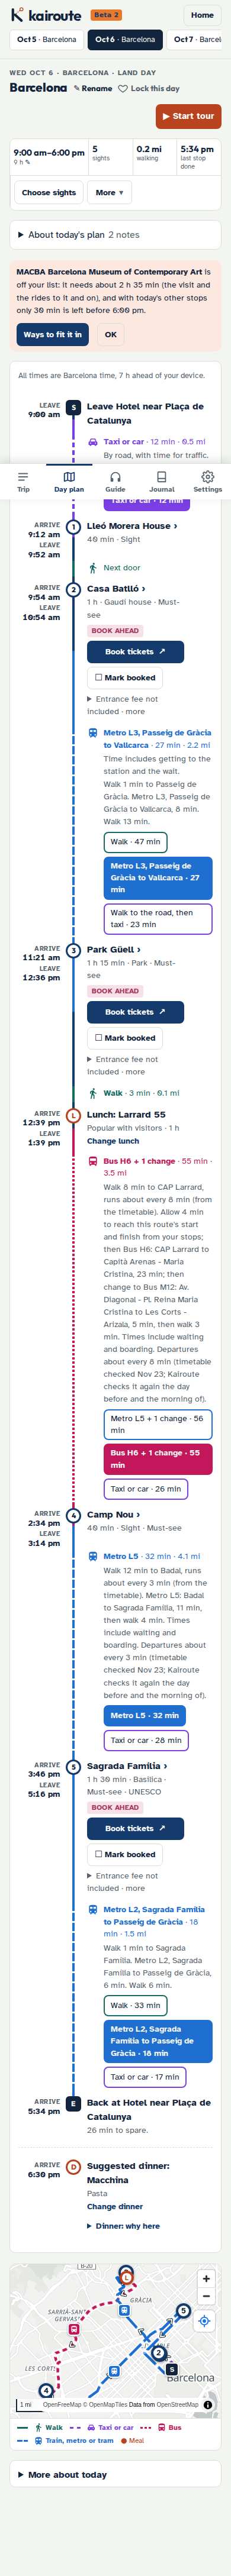 kairoute Beta 2 Home
Oct 5 · Barcelona Oct 6 · Barcelona Oct 7 · Barcel
WED OCT 6 · BARCELONA · LAND DAY
Barcelona ✎ Rename ♡ Lock this day
▶ Start tour
9:00 am–6:00 pm 5 0.2 mi 5:34 pm
9 h ✎ sights walking last stop
done
Choose sights More ▾
▶ About today's plan 2 notes
MACBA Barcelona Museum of Contemporary Art is
off your list: it needs about 2 h 35 min (the visit and
the rides to it and on), and with today's other stops
only 30 min is left before 6:00 pm.
Ways to fit it in OK
All times are Barcelona time, 7 h ahead of your device.
LEAVE
9:00 am
S
Leave Hotel near Plaça de
Catalunya
Taxi or car · 12 min · 0.5 mi
By road, with time for traffic.
Trip Day plan Guide Journal Settings
Taxi or car · 12 min
ARRIVE
9:12 am
LEAVE
9:52 am
1
Lleó Morera House ›
40 min · Sight
Next door
ARRIVE
9:54 am
LEAVE
10:54 am
2
Casa Batlló ›
1 h · Gaudí house · Must-
see
BOOK AHEAD
Book tickets ↗
☐ Mark booked
▶ Entrance fee not
included · more
Metro L3, Passeig de Gràcia
to Vallcarca · 27 min · 2.2 mi
Time includes getting to the
station and the wait.
Walk 1 min to Passeig de
Gràcia. Metro L3, Passeig de
Gràcia to Vallcarca, 8 min.
Walk 13 min.
Walk · 47 min
Metro L3, Passeig de
Gràcia to Vallcarca · 27
min
Walk to the road, then
taxi · 23 min
ARRIVE
11:21 am
LEAVE
12:36 pm
3
Park Güell ›
1 h 15 min · Park · Must-
see
BOOK AHEAD
Book tickets ↗
☐ Mark booked
▶ Entrance fee not
included · more
Walk · 3 min · 0.1 mi
ARRIVE
12:39 pm
LEAVE
1:39 pm
L
Lunch: Larrard 55
Popular with visitors · 1 h
Change lunch
Bus H6 + 1 change · 55 min ·
3.5 mi
Walk 8 min to CAP Larrard,
runs about every 8 min (from
the timetable). Allow 4 min
to reach this route's start
and finish from your stops;
then Bus H6: CAP Larrard to
Capità Arenas - Maria
Cristina, 23 min; then
change to Bus M12: Av.
Diagonal - Pl. Reina Maria
Cristina to Les Corts -
Arizala, 5 min, then walk 3
min. Times include waiting
and boarding. Departures
about every 8 min (timetable
checked Nov 23; Kairoute
checks it again the day
before and the morning of).
Metro L5 + 1 change · 56
min
Bus H6 + 1 change · 55
min
Taxi or car · 26 min
ARRIVE
2:34 pm
LEAVE
3:14 pm
4
Camp Nou ›
40 min · Sight · Must-see
Metro L5 · 32 min · 4.1 mi
Walk 12 min to Badal, runs
about every 3 min (from the
timetable). Metro L5: Badal
to Sagrada Família, 11 min,
then walk 4 min. Times
include waiting and
boarding. Departures about
every 3 min (timetable
checked Nov 23; Kairoute
checks it again the day
before and the morning of).
Metro L5 · 32 min
Taxi or car · 28 min
ARRIVE
3:46 pm
LEAVE
5:16 pm
5
Sagrada Família ›
1 h 30 min · Basilica ·
Must-see · UNESCO
BOOK AHEAD
Book tickets ↗
☐ Mark booked
▶ Entrance fee not
included · more
Metro L2, Sagrada Família
to Passeig de Gràcia · 18
min · 1.5 mi
Walk 1 min to Sagrada
Família. Metro L2, Sagrada
Família to Passeig de Gràcia,
6 min. Walk 6 min.
Walk · 33 min
Metro L2, Sagrada
Família to Passeig de
Gràcia · 18 min
Taxi or car · 17 min
ARRIVE
5:34 pm
E
Back at Hotel near Plaça de
Catalunya
26 min to spare.
ARRIVE
6:30 pm
D
Suggested dinner:
Macchina
Pasta
Change dinner
▶ Dinner: why here
B-20
L
GRÀCIA
SARRIÀ-SANT
GERVASI
5
LES CORTS
2
S
Barcelona
4
+
−
1 mi OpenFreeMap © OpenMapTiles Data from OpenStreetMap
Walk Taxi or car Bus
Train, metro or tram Meal
▶ More about today